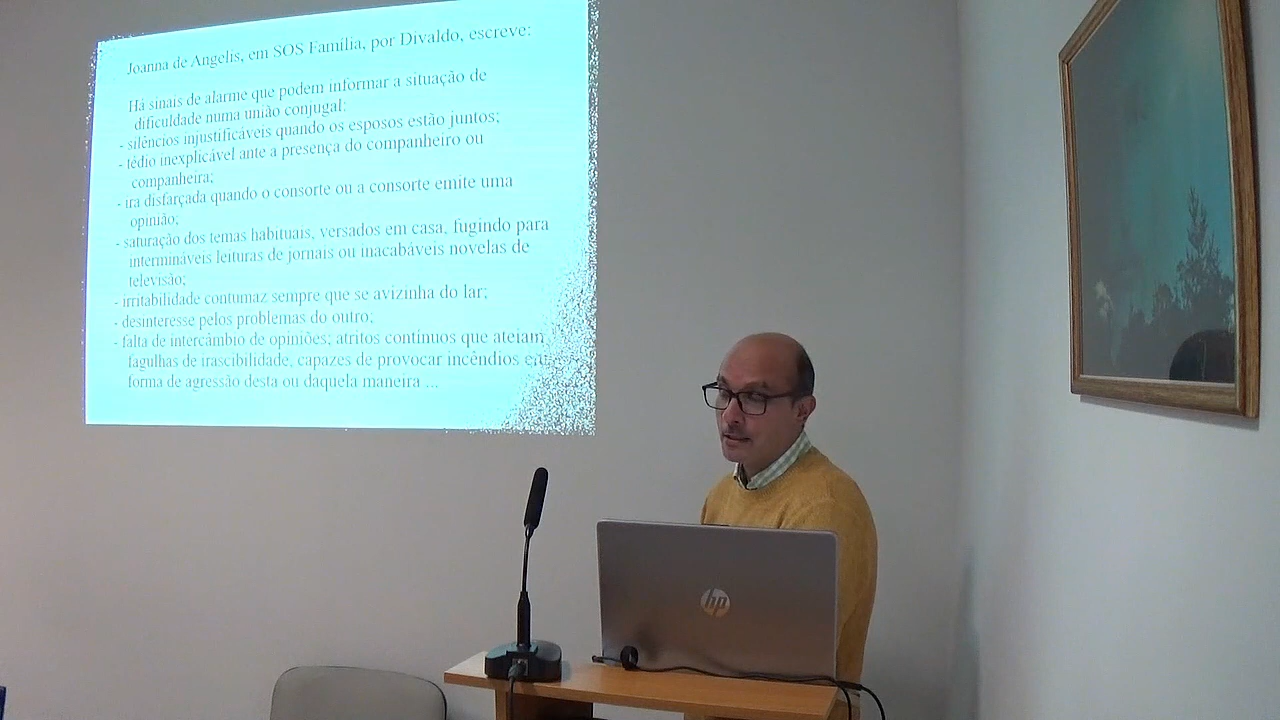 Joanna de Angelis, em SOS Família, por Divaldo, escreve:
Há sinais de alarme que podem informar a situação de
dificuldade numa união conjugal:
- silêncios injustificáveis quando os esposos estão juntos;
- tédio inexplicável ante a presença do companheiro ou
companheira;
- ira disfarçada quando o consorte ou a consorte emite uma
opinião;
- saturação dos temas habituais, versados em casa, fugindo para
intermináveis leituras de jornais ou inacabáveis novelas de
televisão;
- irritabilidade contumaz sempre que se avizinha do lar;
- desinteresse pelos problemas do outro;
- falta de intercâmbio de opiniões; atritos contínuos que ateiam
fagulhas de irascibilidade, capazes de provocar incêndios em
forma de agressão desta ou daquela maneira ...
hp